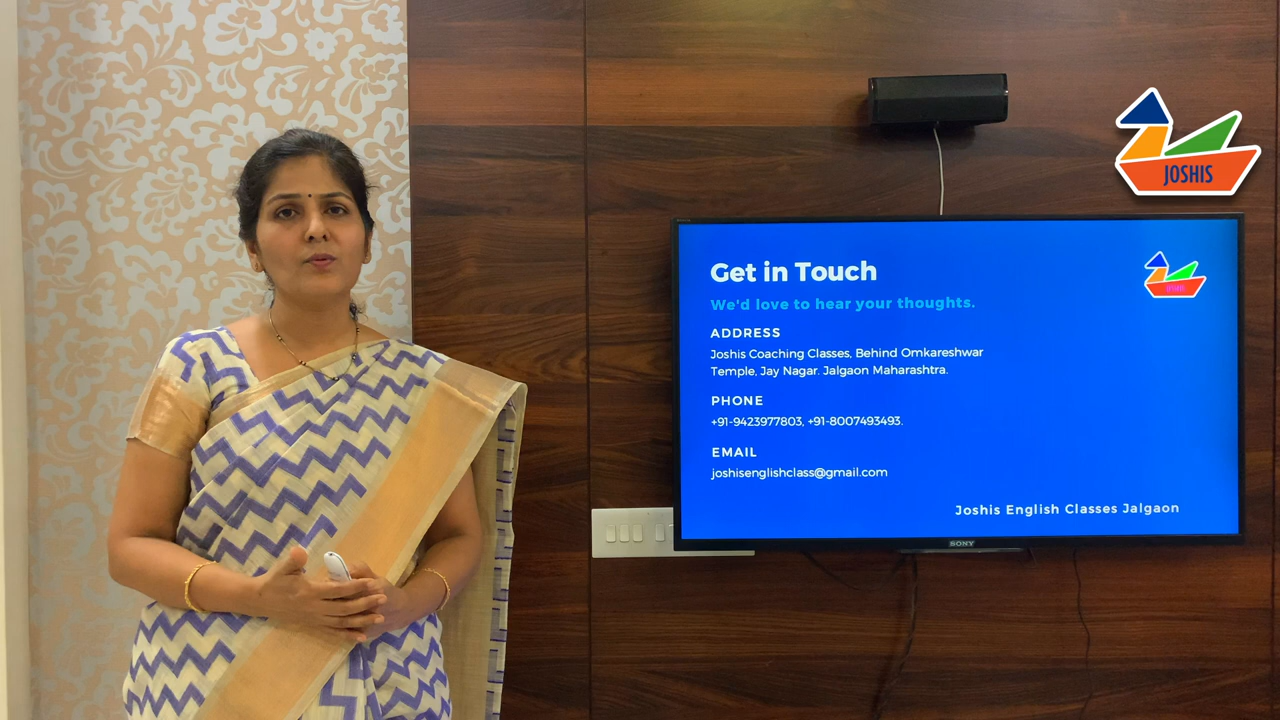 JOSHIS
Get in Touch
We'd love to hear your thoughts.
JOSHIS
ADDRESS
Joshis Coaching Classes, Behind Omkareshwar
Temple, Jay Nagar. Jalgaon Maharashtra.
PHONE
+91-9423977803, +91-8007493493.
EMAIL
joshisenglishclass@gmail.com
Joshis English Classes Jalgaon
SONY